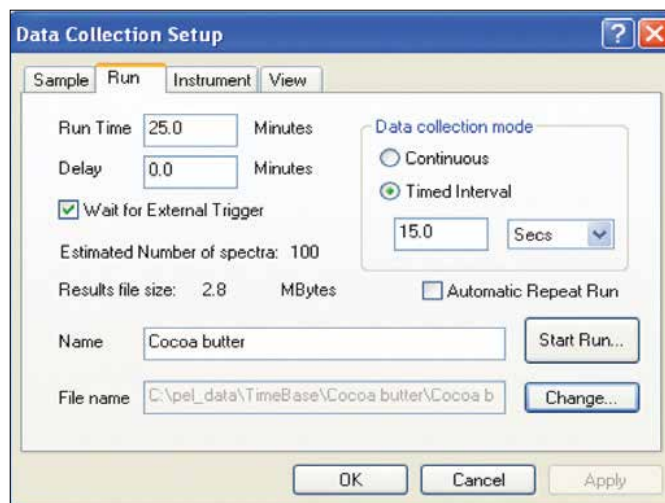 Data Collection Setup
Sample Run Instrument View
Run Time 25.0 Minutes
Delay 0.0 Minutes
Wait for External Trigger
Estimated Number of spectra: 100
Results file size: 2.8 MBytes
Data collection mode
Continuous
Timed Interval
15.0 Secs
Automatic Repeat Run
Name Cocoa butter
Start Run...
File name C:\pel_data\TimeBase\Cocoa butter\Cocoa b
Change...
OK Cancel Apply